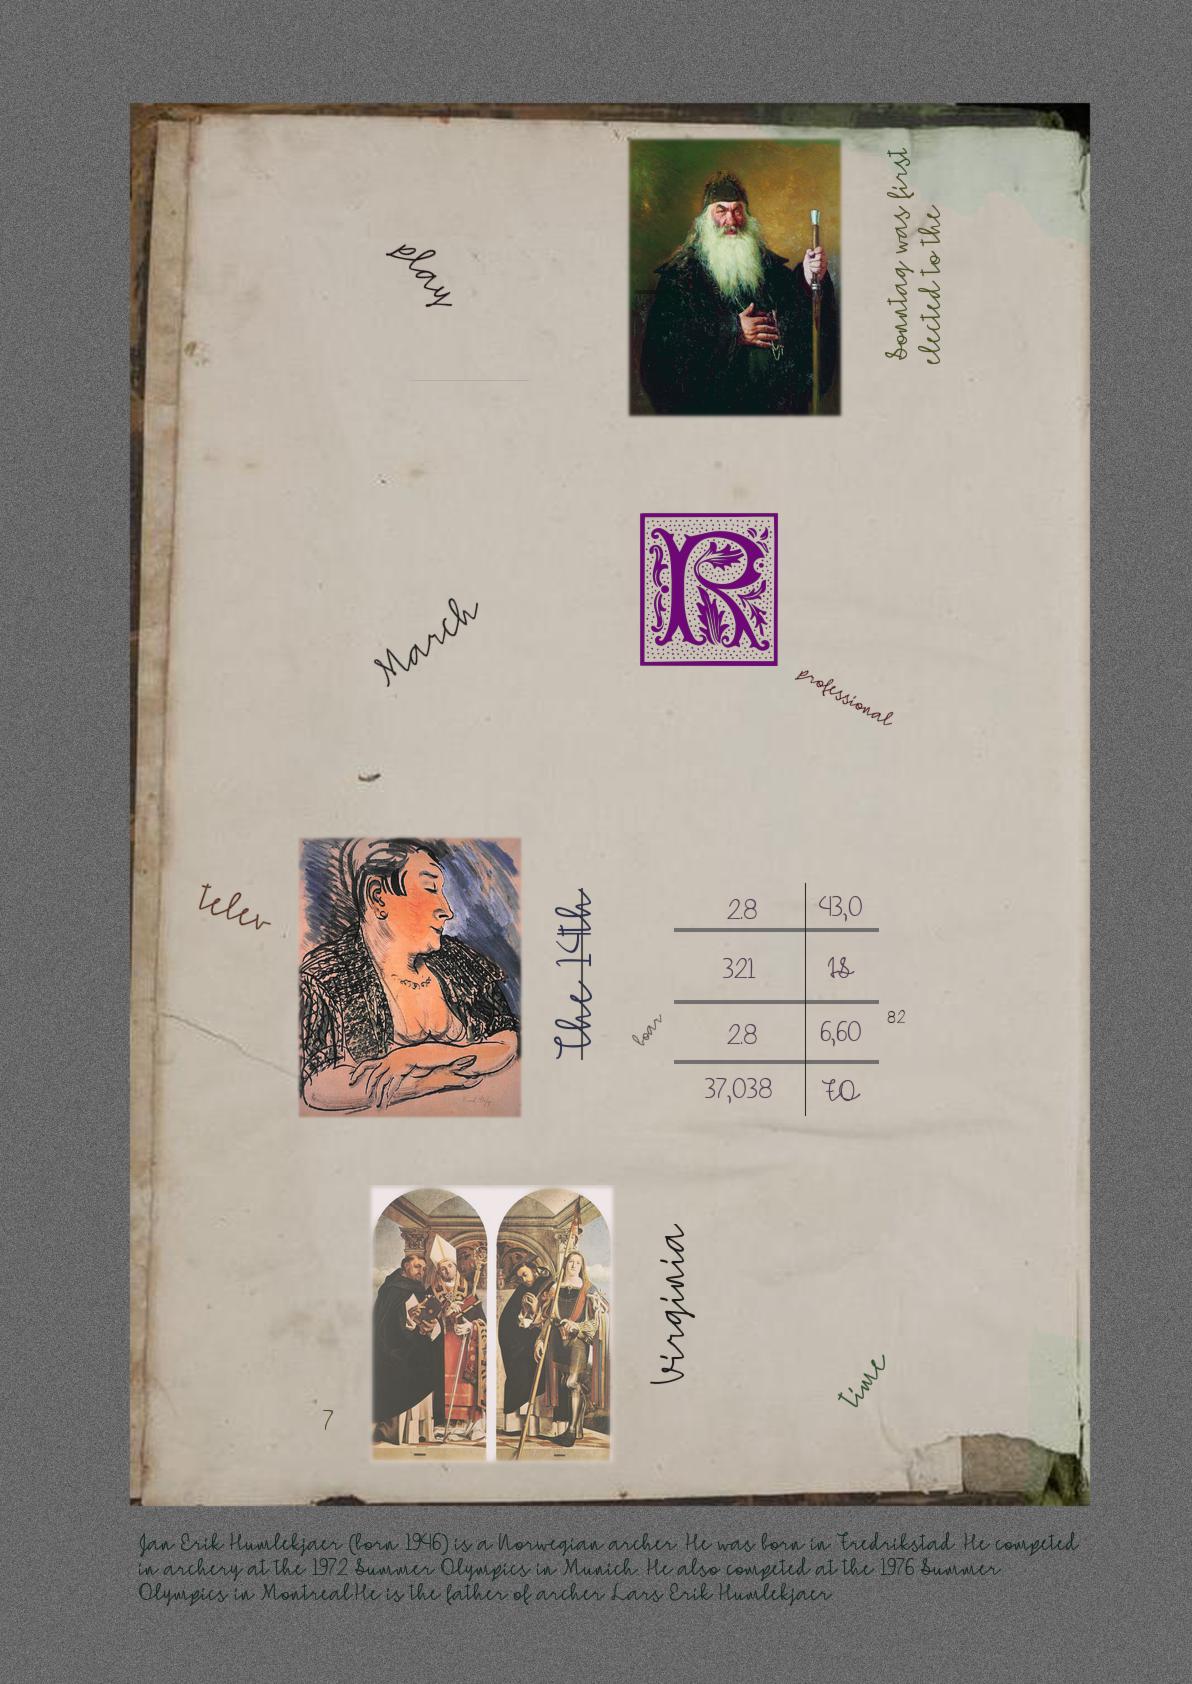 play
Sonntag was first
elected to the
March
R
professional
telev
The 14th
2.8 43,0
321 18
2.8 6,60
37,038 70
82
hoar
Virginia
time
7
Jan Erik Humlekjaer (born 1946) is a Norwegian archer. He was born in Fredrikstad. He competed
in archery at the 1972 Summer Olympics in Munich. He also competed at the 1976 Summer
Olympics in Montreal.He is the father of archer Lars Erik Humlekjaer